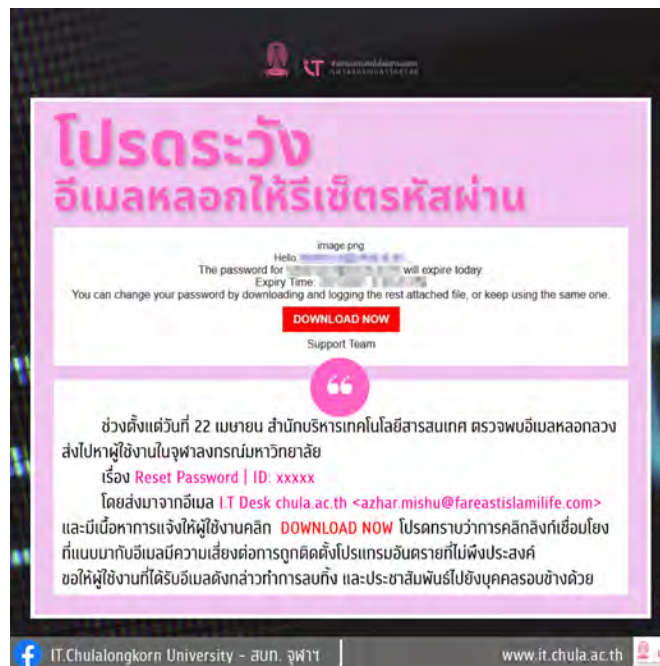 โปรดระวัง
อีเมลหลอกให้รีเซ็ตรหัสผ่าน
image.png
Hello
The password for will expire today
Expiry Time:
You can change your password by downloading and logging the rest attached file, or keep using the same one.
DOWNLOAD NOW
Support Team
ช่วงตั้งแต่วันที่ 22 เมษายน สำนักบริหารเทคโนโลยีสารสนเทศ ตรวจพบอีเมลหลอกลวง
ส่งไปหาผู้ใช้งานในจุฬาลงกรณ์มหาวิทยาลัย
เรื่อง Reset Password | ID: xxxxx
โดยส่งมาจากอีเมล I.T Desk chula.ac.th <azhar.mishu@fareastislamilife.com>
และมีเนื้อหาการแจ้งให้ผู้ใช้งานคลิก DOWNLOAD NOW โปรดทราบว่าการคลิกลิงก์เชื่อมโยง
ที่แนบมากับอีเมลมีความเสี่ยงต่อการถูกติดตั้งโปรแกรมอันตรายที่ไม่พึงประสงค์
ขอให้ผู้ใช้งานที่ได้รับอีเมลดังกล่าวทำการลบทิ้ง และประชาสัมพันธ์ไปยังบุคคลรอบข้างด้วย
IT.Chulalongkorn University - สบท. จุฬาฯ
www.it.chula.ac.th